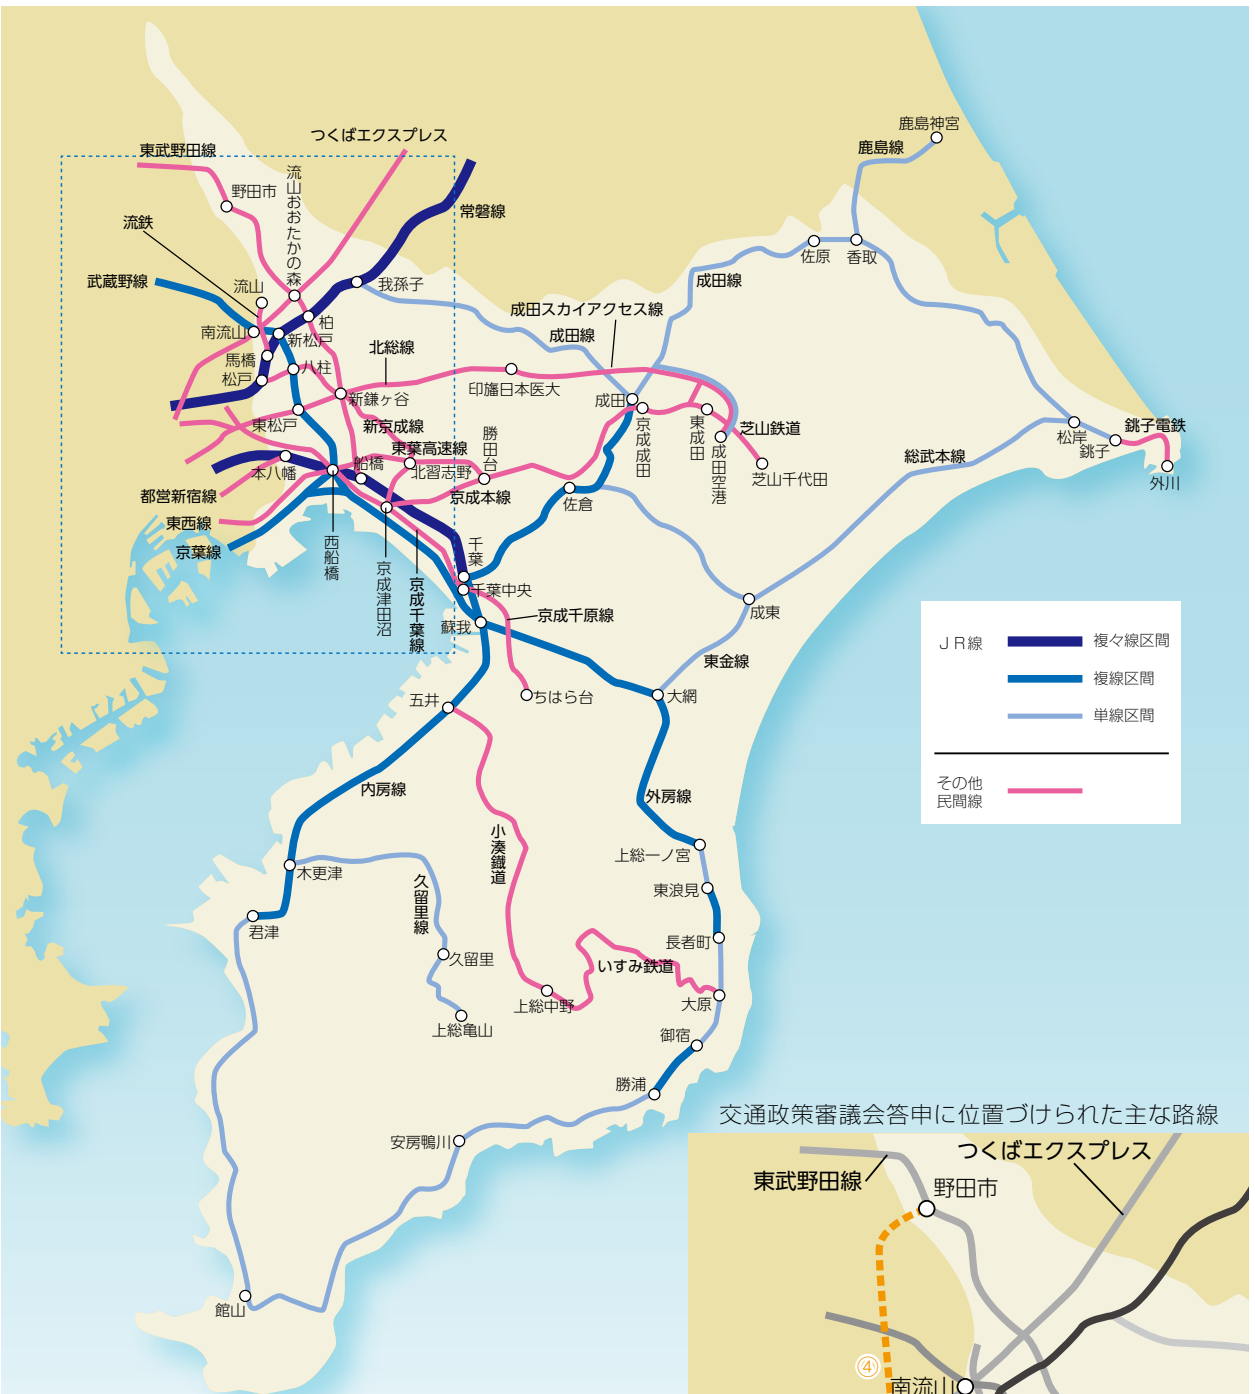 鹿島神宮
鹿島線
つくばエクスプレス
東武野田線
流山おおたかの森
野田市
常磐線
流鉄
佐原
香取
成田線
武蔵野線
流山
我孫子
成田スカイアクセス線
柏
南流山
新松戸
成田線
北総線
馬橋
八柱
松戸
印旛日本医大
新鎌ヶ谷
成田
東松戸
新京成線
京成成田
東成田
芝山鉄道
銚子電鉄
勝田台
東葉高速線
松岸
銚子
成田空港
総武本線
船橋
北習志野
本八幡
芝山千代田
外川
都営新宿線
京成本線
佐倉
東西線
京葉線
西船橋
千葉
京成津田沼
京成千葉線
千葉中央
成東
京成千原線
蘇我
東金線
JR線
複々線区間
複線区間
単線区間
その他
民間線
五井
ちはら台
大網
内房線
外房線
小湊鐵道
上総一ノ宮
木更津
久留里線
東浪見
君津
長者町
久留里
いすみ鉄道
上総中野
大原
上総亀山
御宿
勝浦
安房鴨川
館山
交通政策審議会答申に位置づけられた主な路線
つくばエクスプレス
東武野田線
野田市
④
南流山